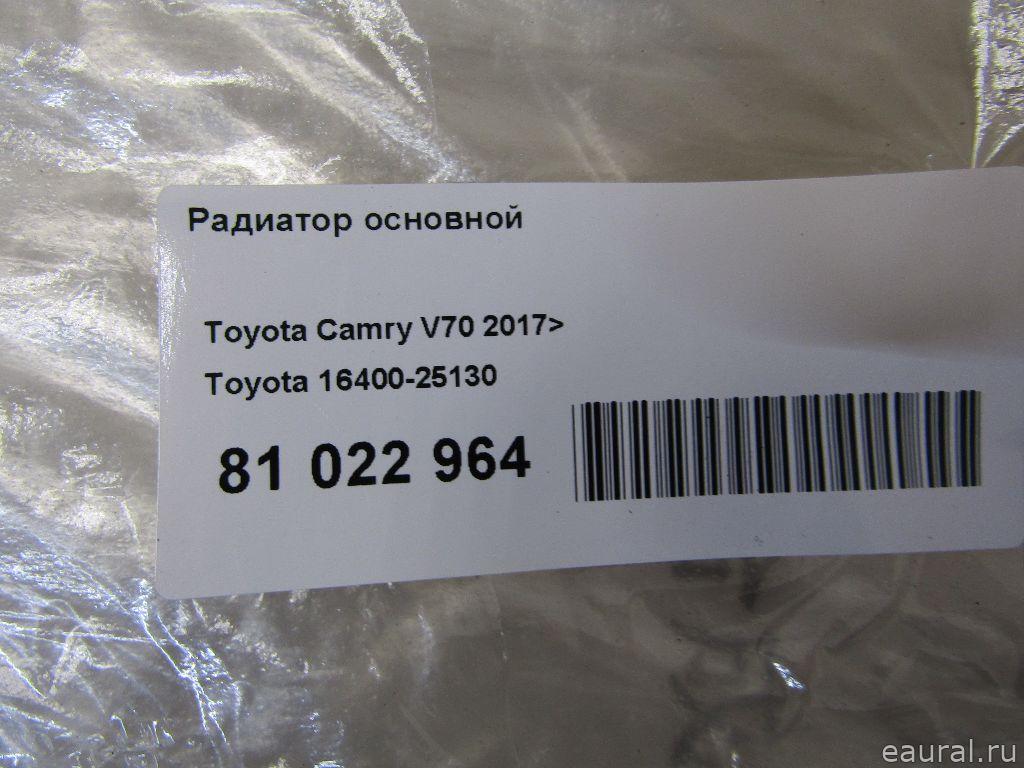 Радиатор основной
Toyota Camry V70 2017>
Toyota 16400-25130
81 022 964
eaural.ru